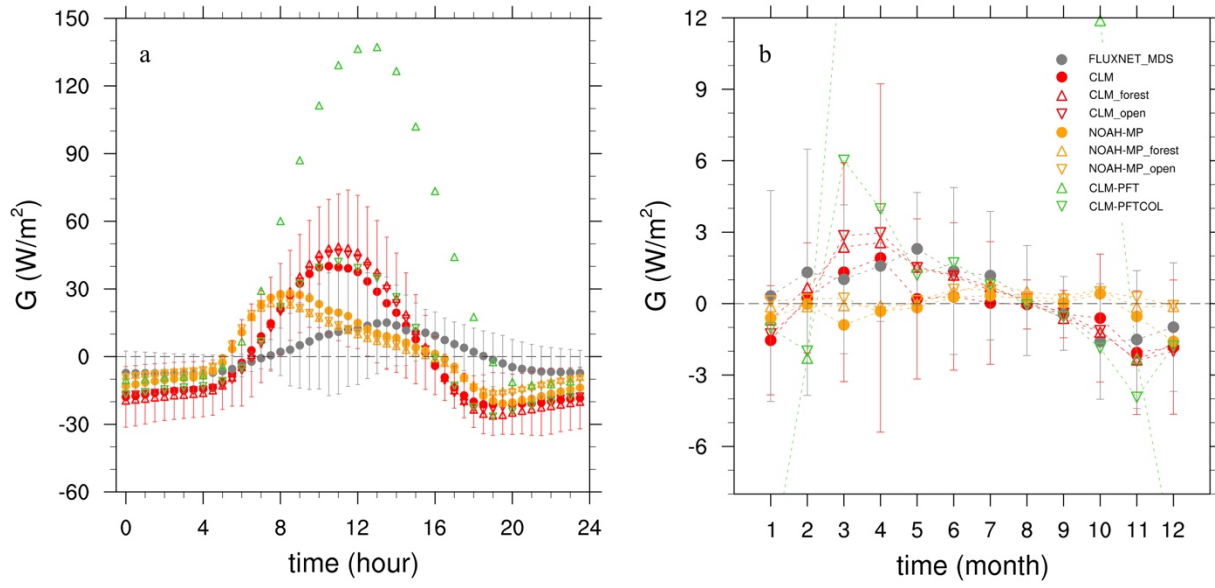 a
G (W/m²)
150
120
90
60
30
0
-30
-60
0 4 8 12 16 20 24
time (hour)
b
G (W/m²)
12
9
6
3
0
-3
-6
1 2 3 4 5 6 7 8 9 10 11 12
time (month)
FLUXNET_MDS
CLM
CLM_forest
CLM_open
NOAH-MP
NOAH-MP_forest
NOAH-MP_open
CLM-PFT
CLM-PFTCOL